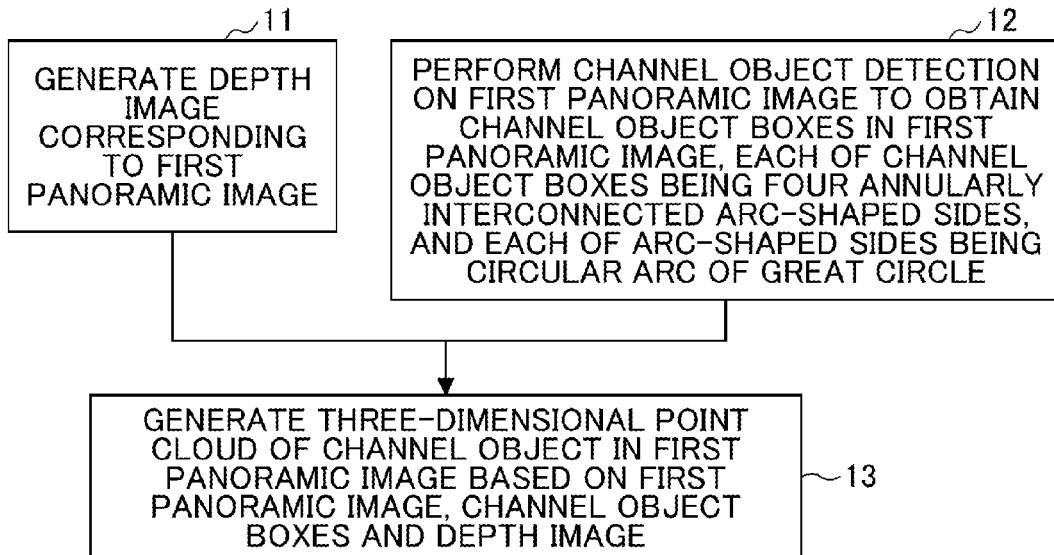 11
GENERATE DEPTH
IMAGE
CORRESPONDING
TO FIRST
PANORAMIC IMAGE
12
PERFORM CHANNEL OBJECT DETECTION
ON FIRST PANORAMIC IMAGE TO OBTAIN
CHANNEL OBJECT BOXES IN FIRST
PANORAMIC IMAGE, EACH OF CHANNEL
OBJECT BOXES BEING FOUR ANNULARLY
INTERCONNECTED ARC-SHAPED SIDES,
AND EACH OF ARC-SHAPED SIDES BEING
CIRCULAR ARC OF GREAT CIRCLE
GENERATE THREE-DIMENSIONAL POINT
CLOUD OF CHANNEL OBJECT IN FIRST
PANORAMIC IMAGE BASED ON FIRST
PANORAMIC IMAGE, CHANNEL OBJECT
BOXES AND DEPTH IMAGE
13